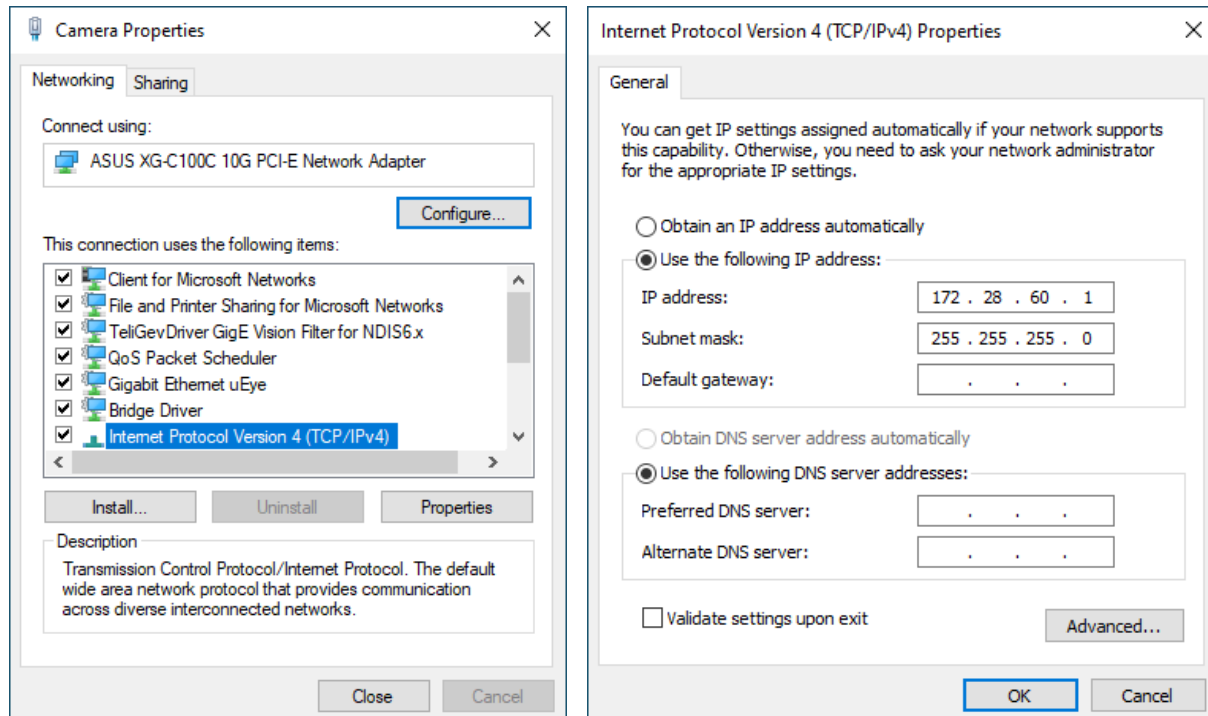 Camera Properties
Networking
Sharing
Connect using:
ASUS XG-C100C 10G PCI-E Network Adapter
Configure...
This connection uses the following items:
Client for Microsoft Networks
File and Printer Sharing for Microsoft Networks
TeliGevDriver GigE Vision Filter for NDIS6.x
QoS Packet Scheduler
Gigabit Ethernet uEye
Bridge Driver
Internet Protocol Version 4 (TCP/IPv4)
Install...
Uninstall
Properties
Description
Transmission Control Protocol/Internet Protocol. The default
wide area network protocol that provides communication
across diverse interconnected networks.
Close
Cancel
Internet Protocol Version 4 (TCP/IPv4) Properties
General
You can get IP settings assigned automatically if your network supports
this capability. Otherwise, you need to ask your network administrator
for the appropriate IP settings.
Obtain an IP address automatically
Use the following IP address:
IP address: 172 . 28 . 60 . 1
Subnet mask: 255 . 255 . 255 . 0
Default gateway: . . .
Obtain DNS server address automatically
Use the following DNS server addresses:
Preferred DNS server: . . .
Alternate DNS server: . . .
Validate settings upon exit
Advanced...
OK
Cancel